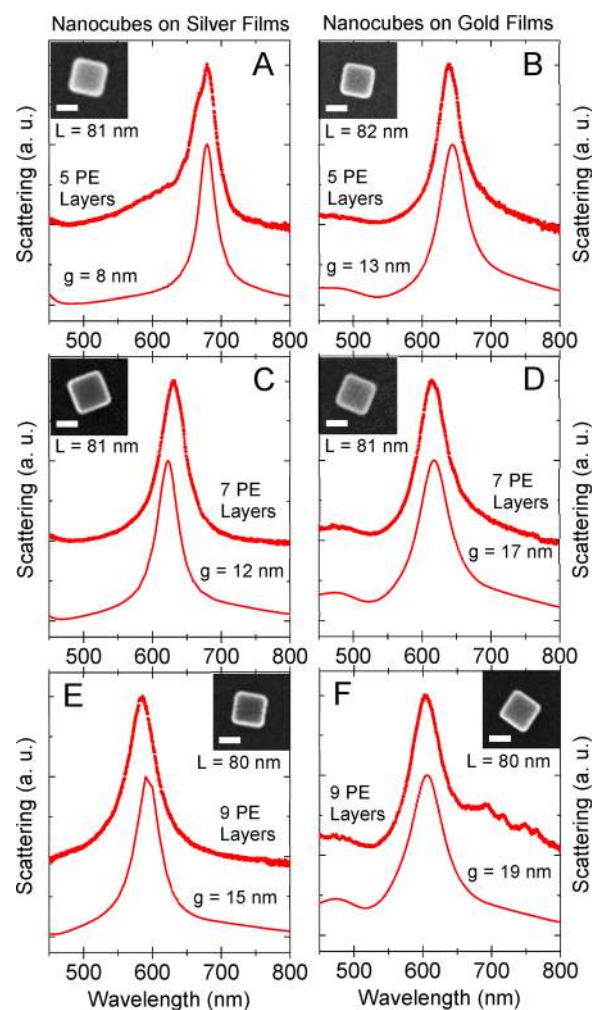 Nanocubes on Silver Films
Nanocubes on Gold Films
A
L = 81 nm
5 PE
Layers
g = 8 nm
Scattering (a. u.)
500 600 700 800
B
L = 82 nm
5 PE
Layers
g = 13 nm
Scattering (a. u.)
500 600 700 800
C
L = 81 nm
7 PE
Layers
g = 12 nm
Scattering (a. u.)
500 600 700 800
D
L = 81 nm
7 PE
Layers
g = 17 nm
Scattering (a. u.)
500 600 700 800
E
L = 80 nm
9 PE
Layers
g = 15 nm
Scattering (a. u.)
500 600 700 800
Wavelength (nm)
F
L = 80 nm
9 PE
Layers
g = 19 nm
Scattering (a. u.)
500 600 700 800
Wavelength (nm)